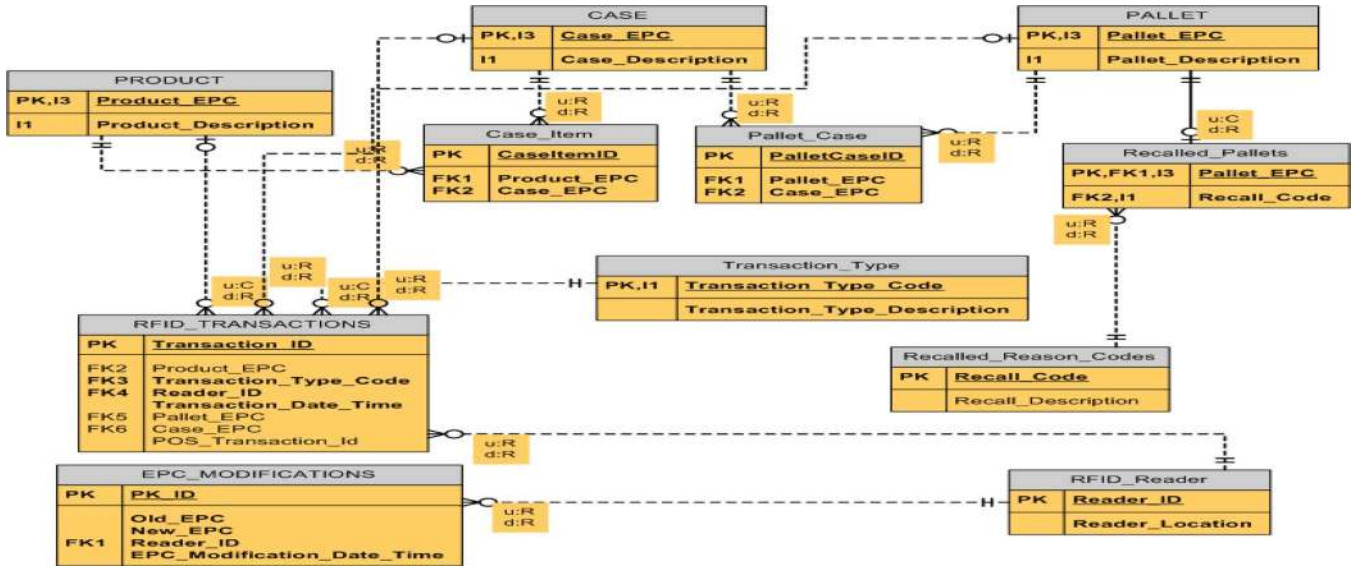 CASE
PK,I3 Case_EPC
I1 Case_Description
PALLET
PK,I3 Pallet_EPC
I1 Pallet_Description
PRODUCT
PK,I3 Product_EPC
I1 Product_Description
u:R
d:R
u:R
d:R
u:C
d:R
u:R
d:R
Case_Item
PK CaseItemID
FK1 Product_EPC
FK2 Case_EPC
u:R
d:R
Pallet_Case
PK PalletCaseID
FK1 Pallet_EPC
FK2 Case_EPC
Recalled_Pallets
PK,FK1,I3 Pallet_EPC
FK2,I1 Recall_Code
u:R
d:R
u:R
d:R
u:C
d:R
u:C
d:R
u:R
d:R
Transaction_Type
PK,I1 Transaction_Type_Code
Transaction_Type_Description
RFID_TRANSACTIONS
PK Transaction_ID
FK2 Product_EPC
FK3 Transaction_Type_Code
FK4 Reader_ID
Transaction_Date_Time
FK5 Pallet_EPC
FK6 Case_EPC
POS_Transaction_Id
Recalled_Reason_Codes
PK Recall_Code
Recall_Description
u:R
d:R
EPC_MODIFICATIONS
PK PK_ID
Old_EPC
New_EPC
FK1 Reader_ID
EPC_Modification_Date_Time
u:R
d:R
RFID_Reader
PK Reader_ID
Reader_Location